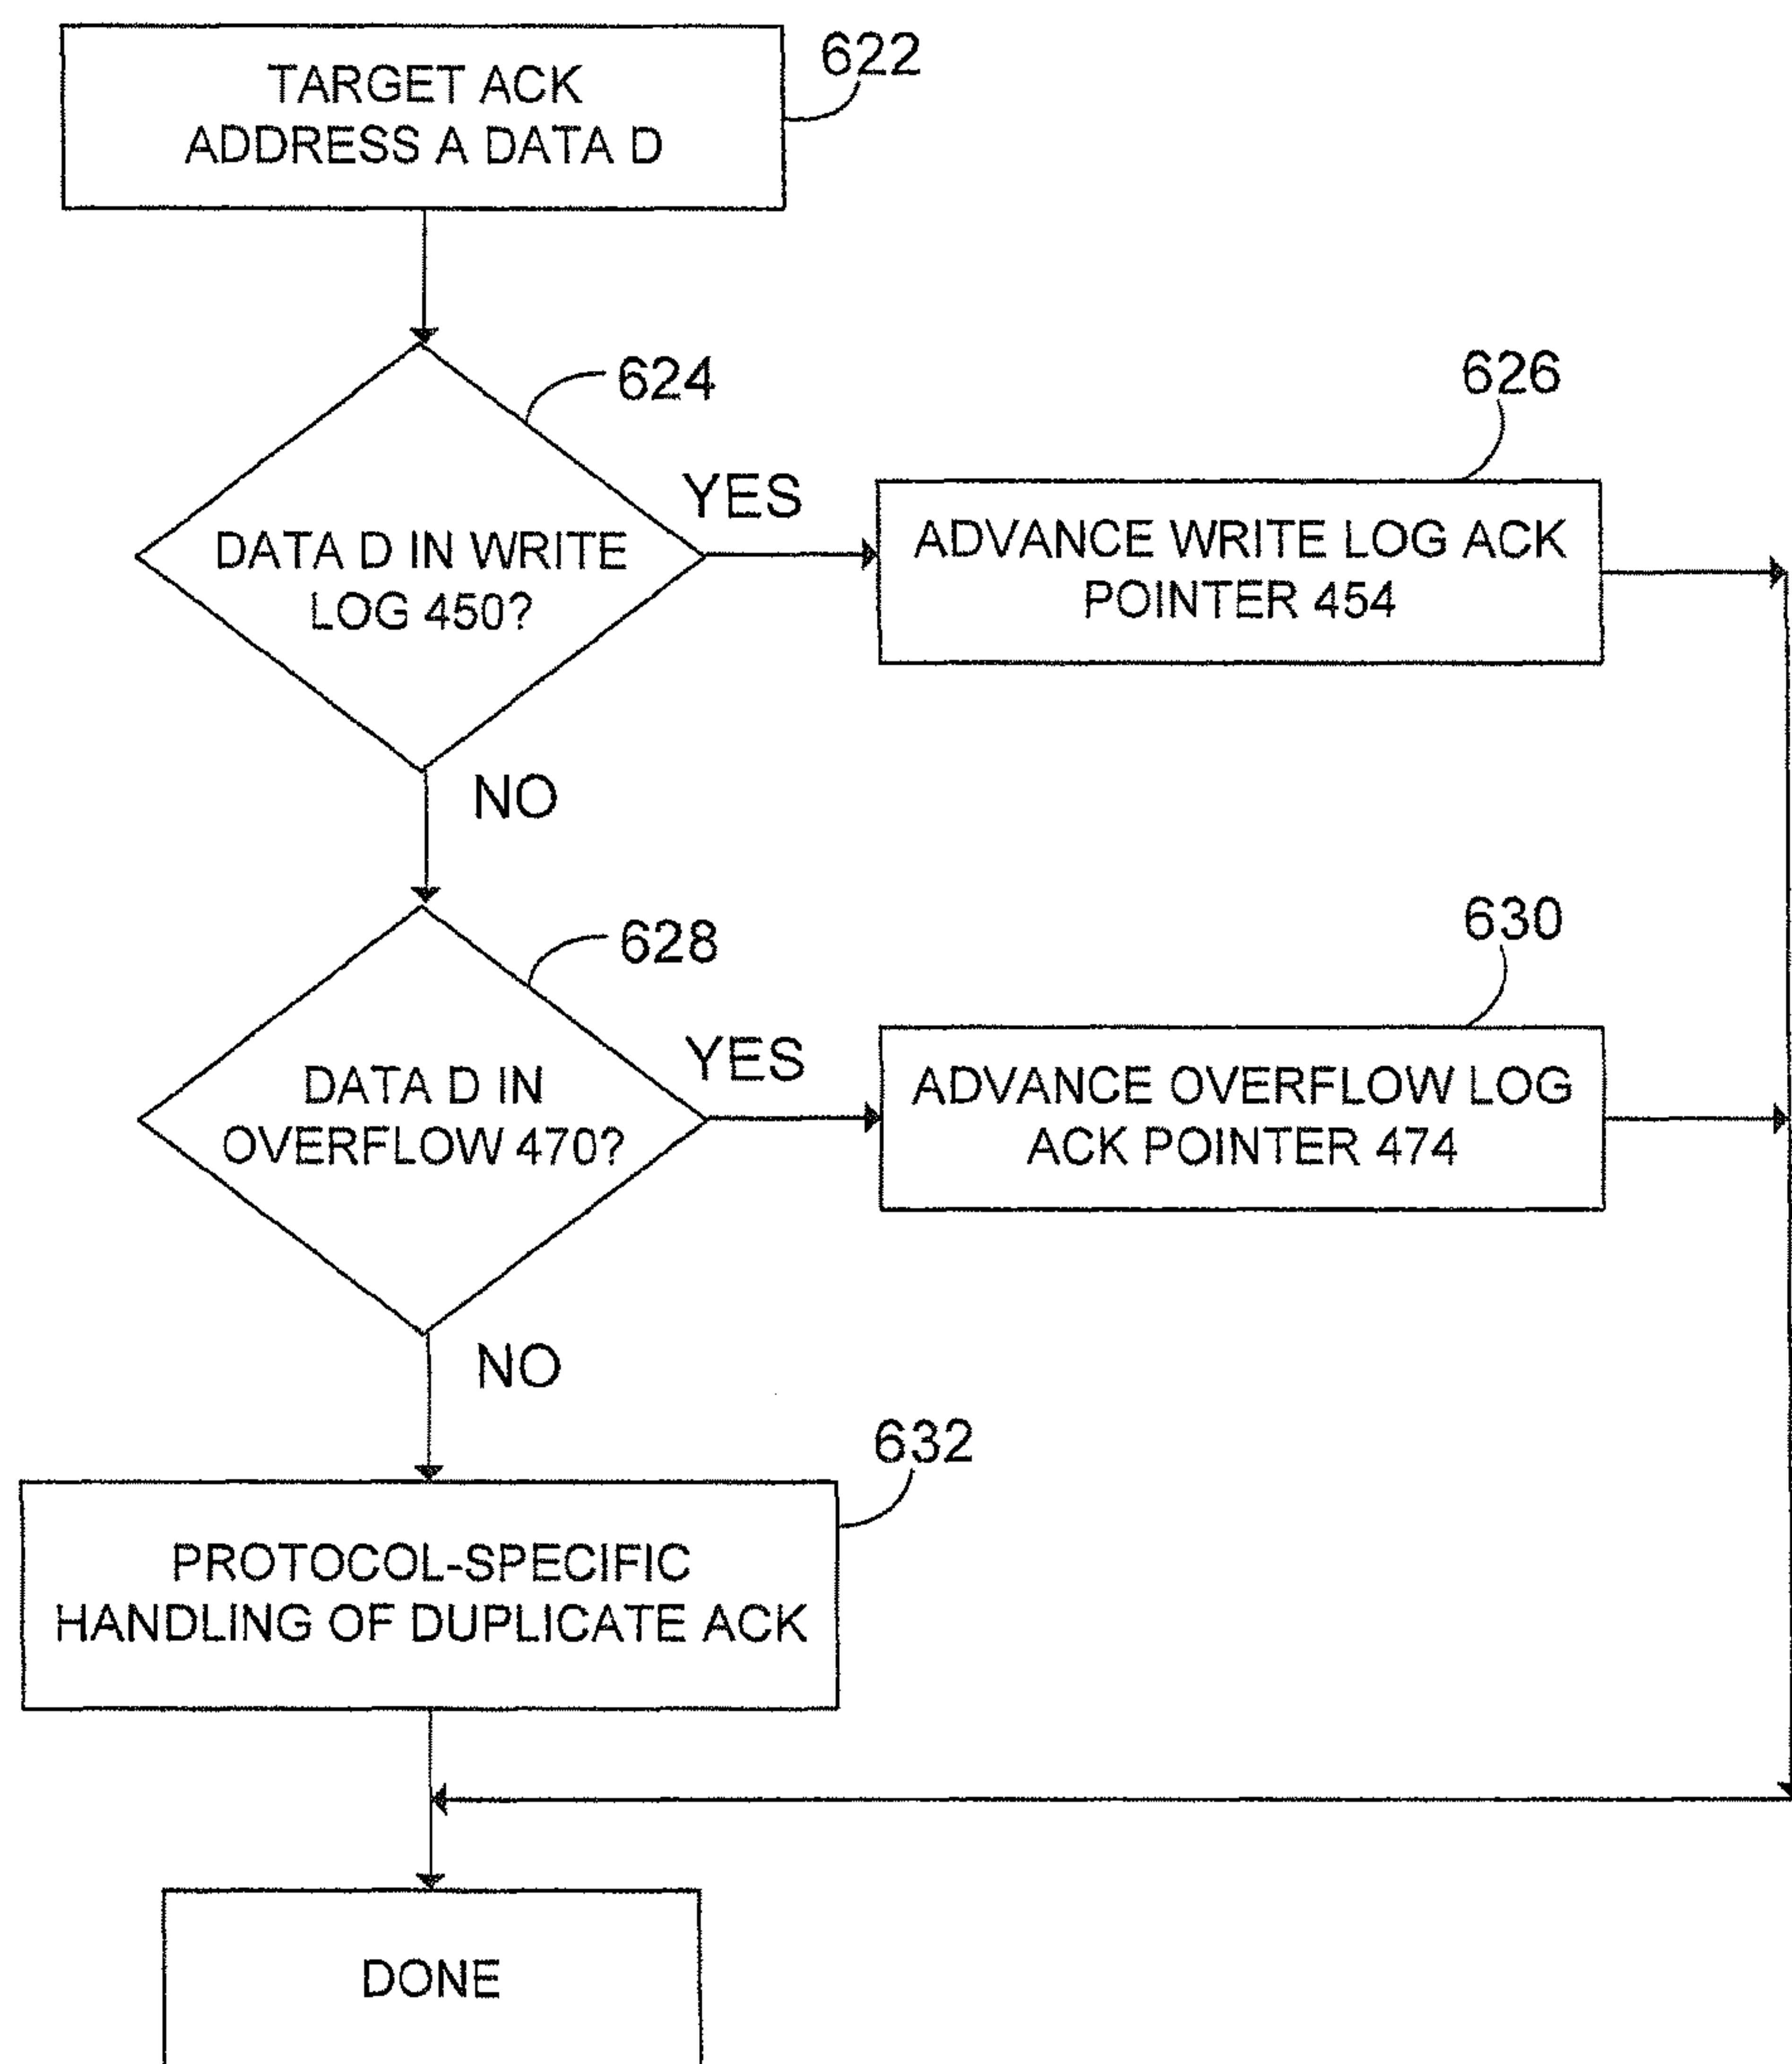 TARGET ACK
ADDRESS A DATA D
622
624
DATA D IN WRITE
LOG 450?
YES
626
ADVANCE WRITE LOG ACK
POINTER 454
NO
628
DATA D IN
OVERFLOW 470?
YES
630
ADVANCE OVERFLOW LOG
ACK POINTER 474
NO
632
PROTOCOL-SPECIFIC
HANDLING OF DUPLICATE ACK
DONE